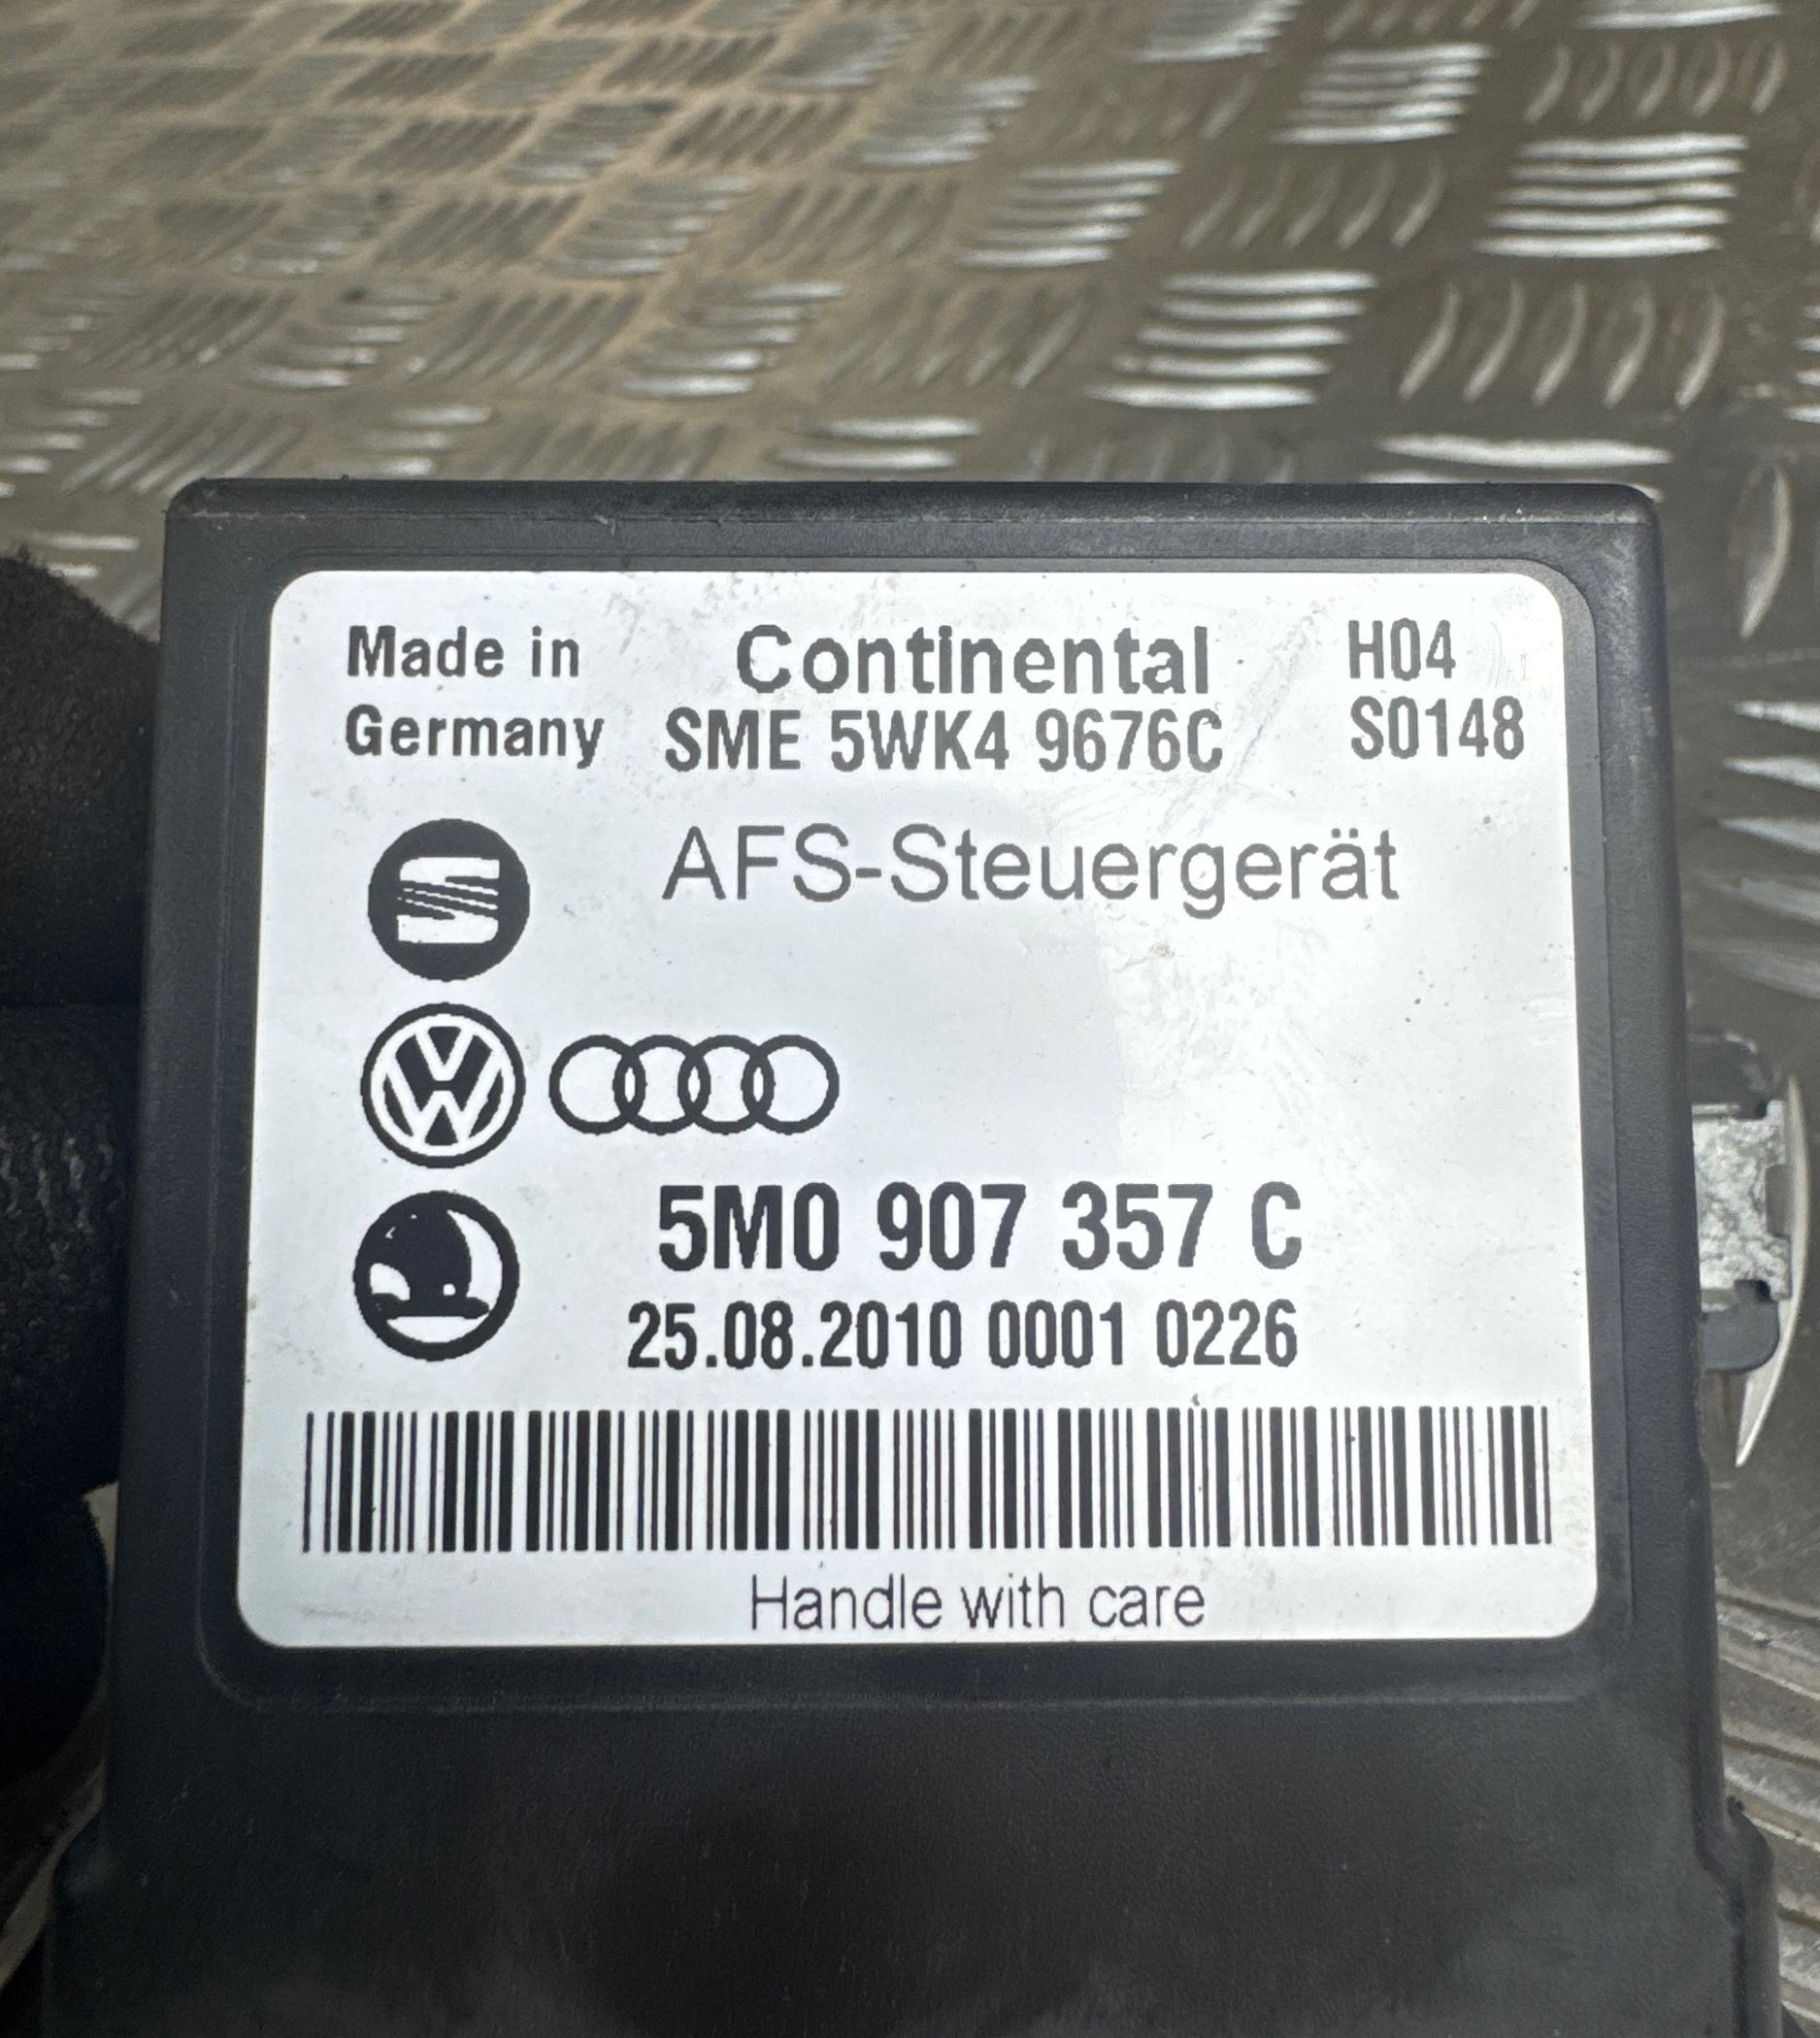 Made in Continental H04
Germany SME 5WK4 9676C S0148
AFS-Steuergerät
5M0 907 357 C
25.08.2010 0001 0226
Handle with care